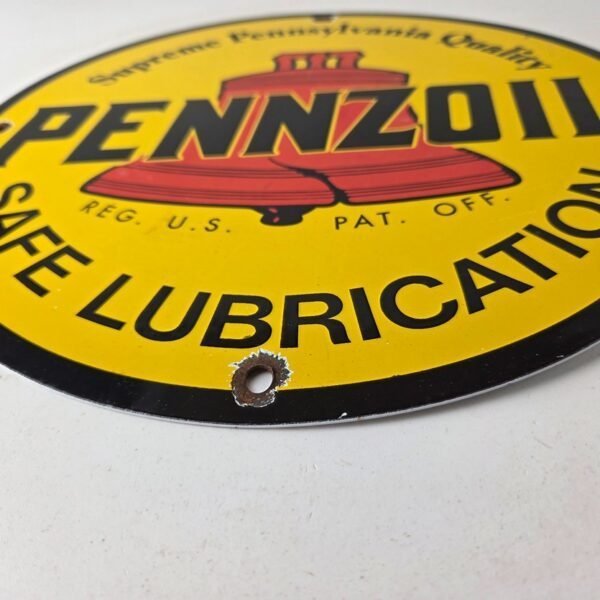 Supreme Pennsylvania Quality
PENNZOIL
REG. U.S. PAT. OFF.
SAFE LUBRICATION